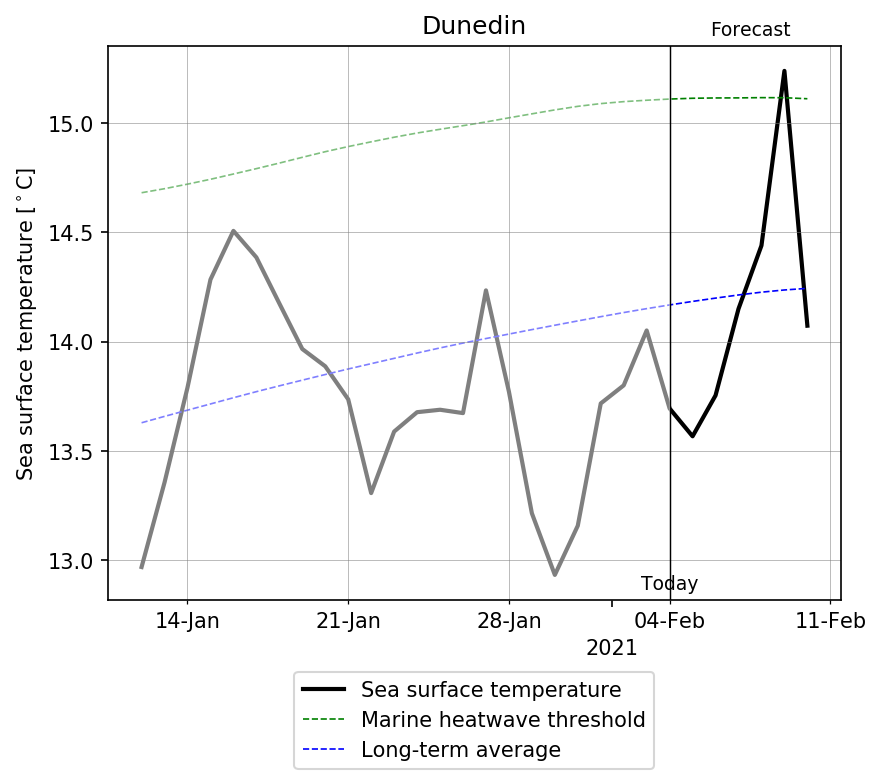 Dunedin
Forecast
Sea surface temperature [°C]
15.0
14.5
14.0
13.5
13.0
Today
14-Jan 21-Jan 28-Jan 04-Feb 11-Feb
2021
Sea surface temperature
Marine heatwave threshold
Long-term average